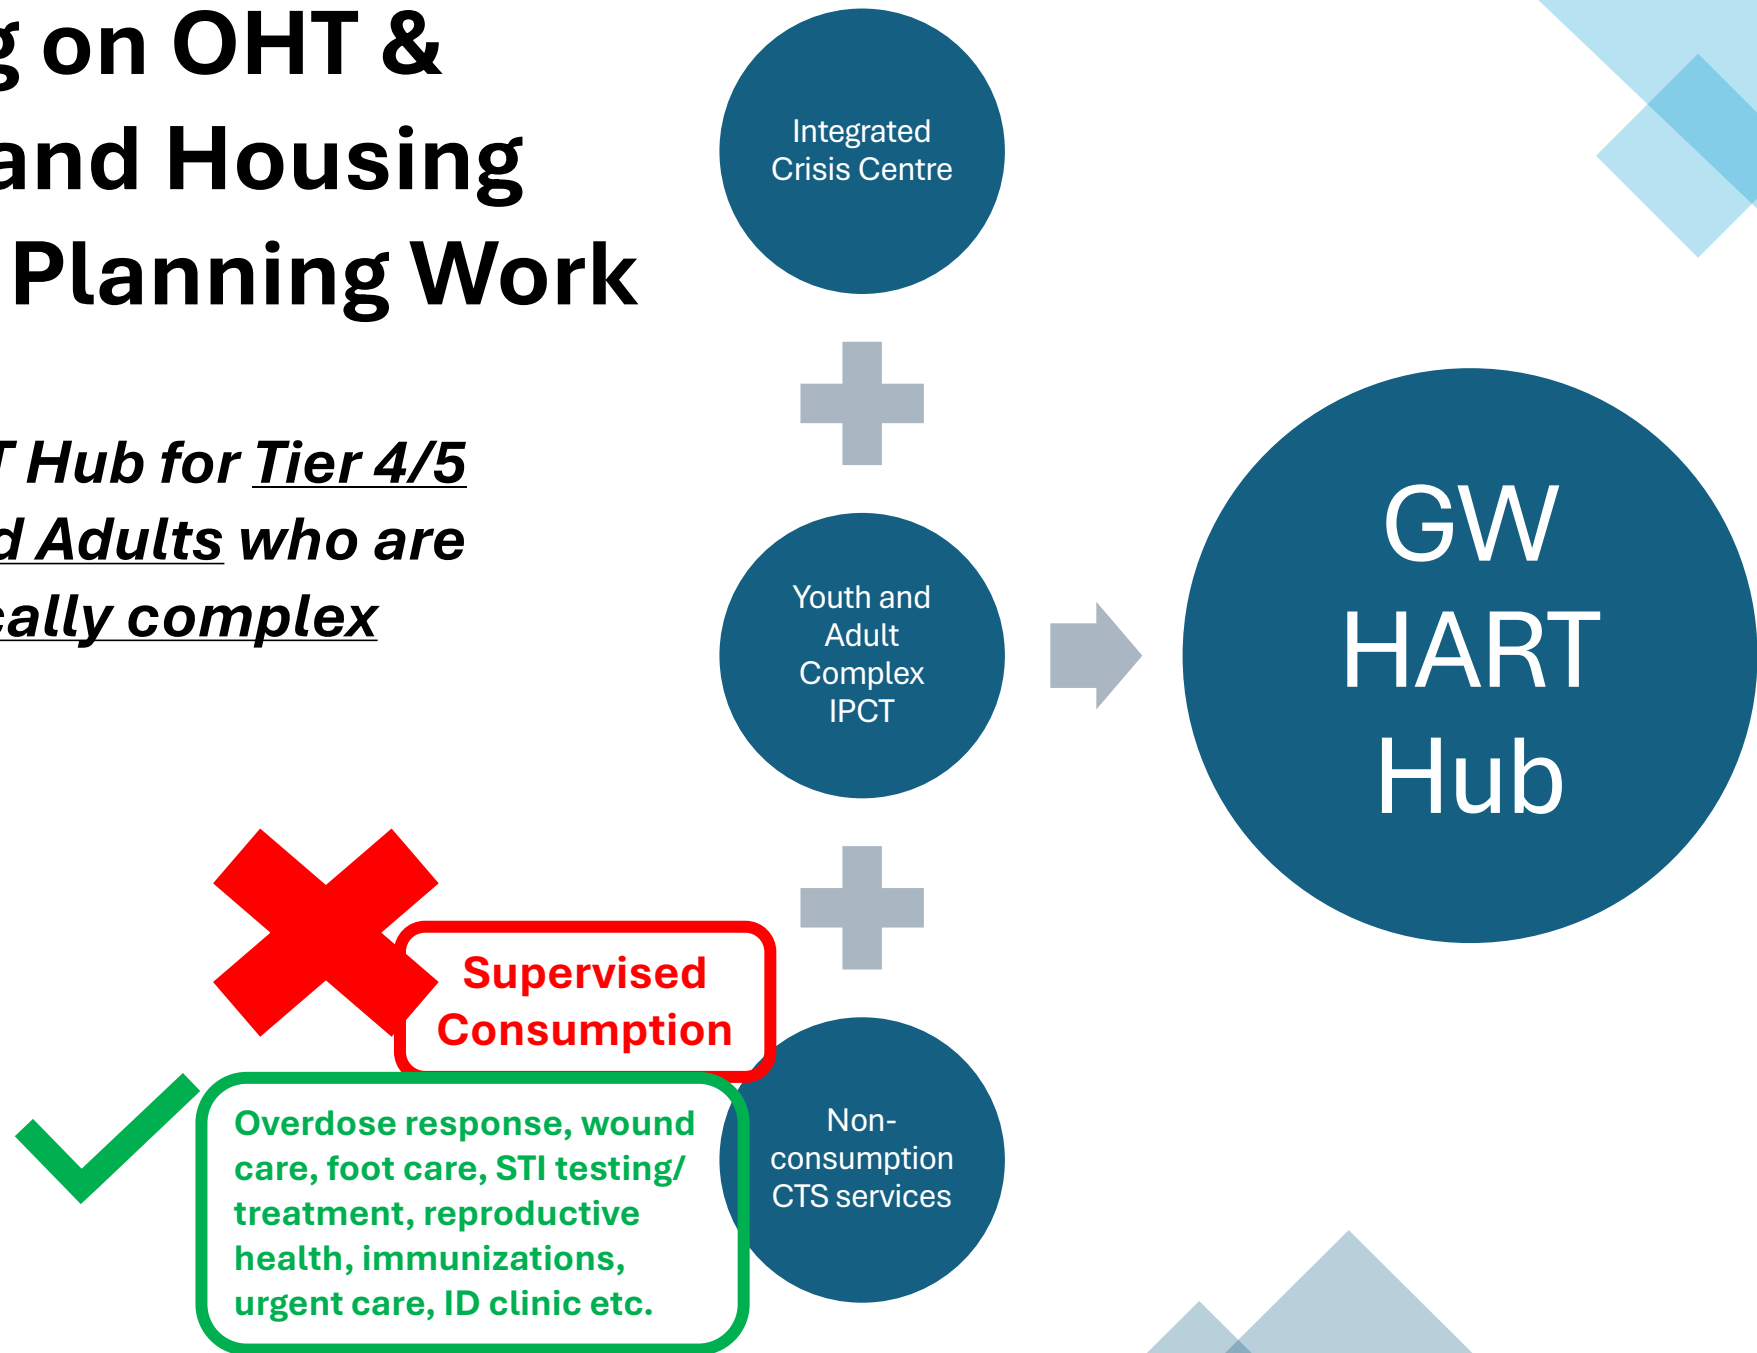 g on OHT &
and Housing
Planning Work
T Hub for Tier 4/5
d Adults who are
cally complex
Integrated
Crisis Centre
Youth and
Adult
Complex
IPCT
GW
HART
Hub
Supervised
Consumption
Overdose response, wound
care, foot care, STI testing/
treatment, reproductive
health, immunizations,
urgent care, ID clinic etc.
Non-
consumption
CTS services